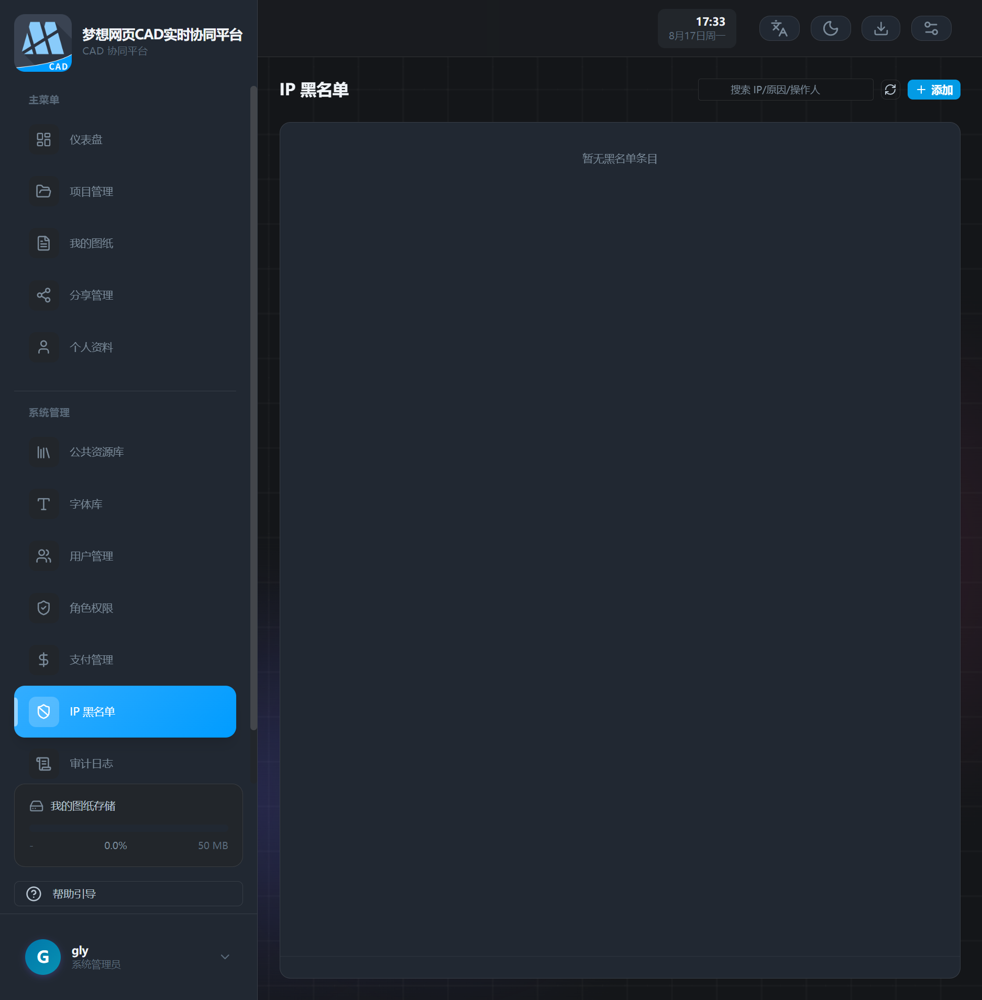 CAD
梦想网页CAD实时协同平台
CAD 协同平台
17:33
8月17日周一
主菜单
仪表盘
项目管理
我的图纸
分享管理
个人资料
系统管理
公共资源库
字体库
用户管理
角色权限
支付管理
IP 黑名单
审计日志
我的图纸存储
- 0.0% 50 MB
帮助引导
G
gly
系统管理员
IP 黑名单
搜索 IP/原因/操作人
添加
暂无黑名单条目